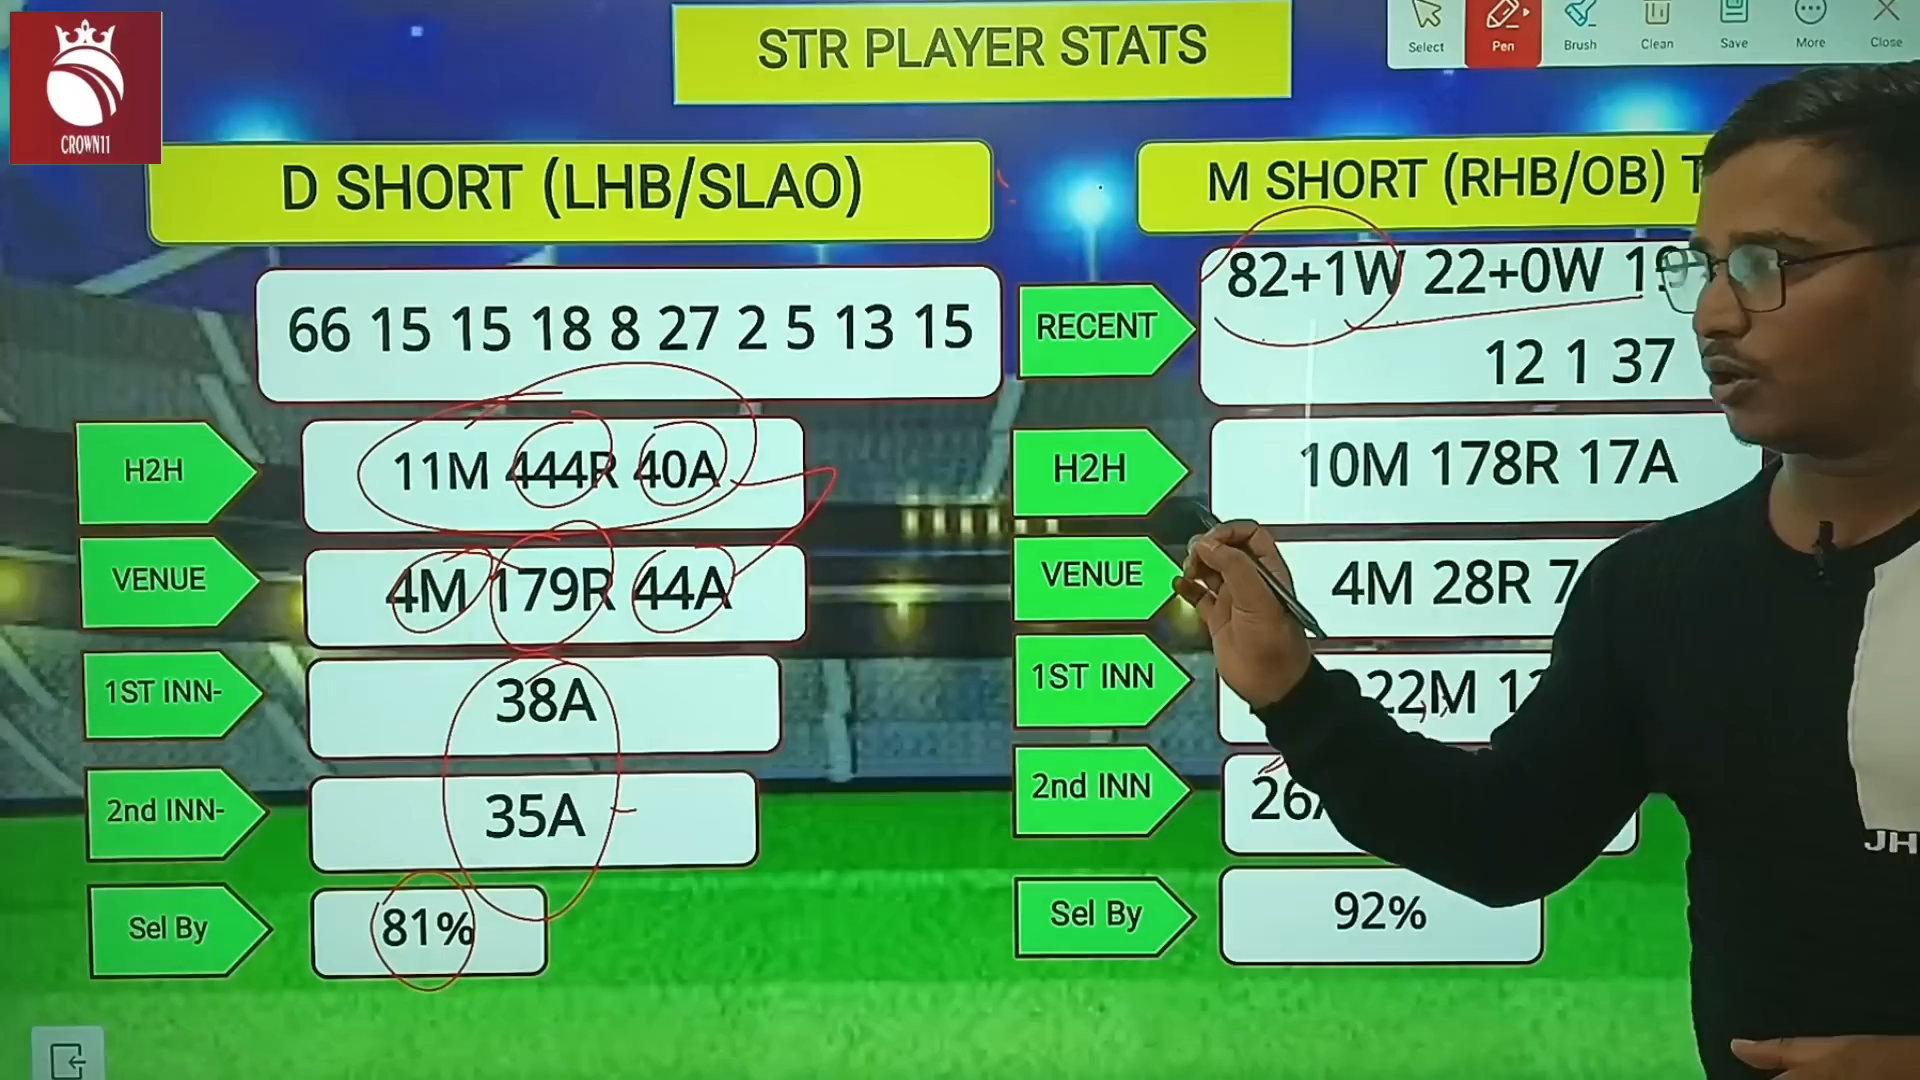 STR PLAYER STATS
Select Pen Brush Clean Save More Close
CROWN11
D SHORT (LHB/SLAO)
66 15 15 18 8 27 2 5 13 15
H2H 11M 444R 40A
VENUE 4M 179R 44A
1ST INN- 38A
2nd INN- 35A
Sel By 81%
M SHORT (RHB/OB)
RECENT 82+1W 22+0W
12 1 37
H2H 10M 178R 17A
VENUE 4M 28R
1ST INN 22M
2nd INN
Sel By 92%
JH